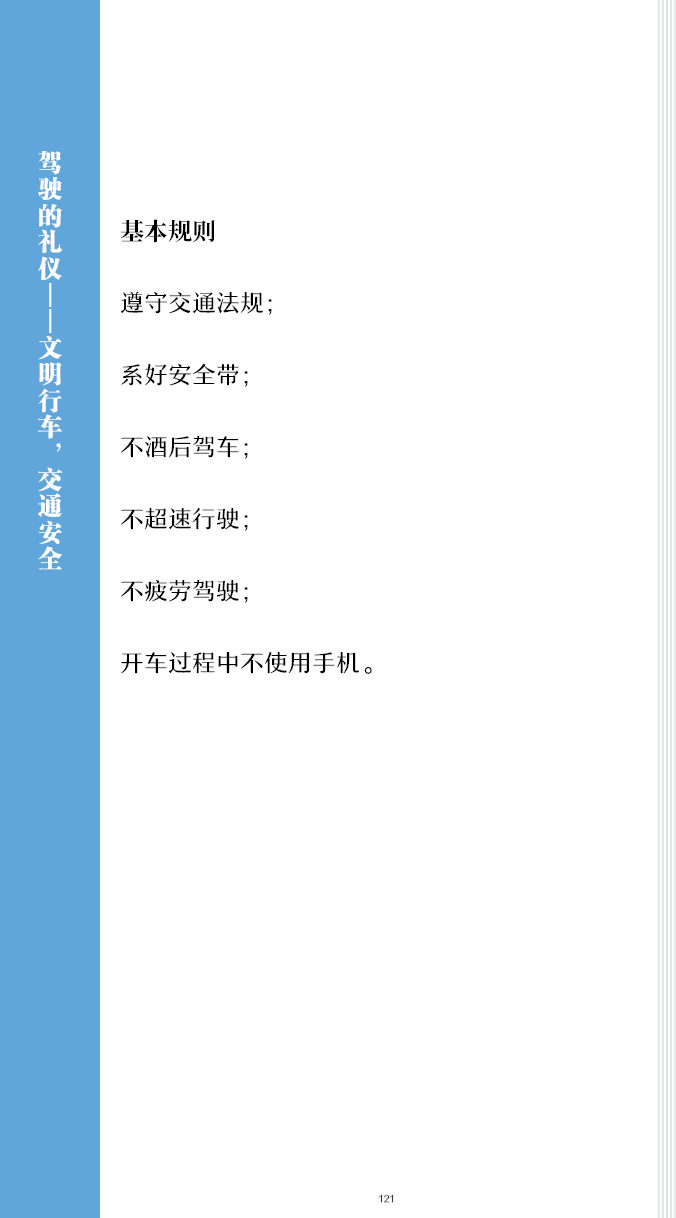 驾驶的礼仪——文明行车，交通安全
基本规则
遵守交通法规；
系好安全带；
不酒后驾车；
不超速行驶；
不疲劳驾驶；
开车过程中不使用手机。
121